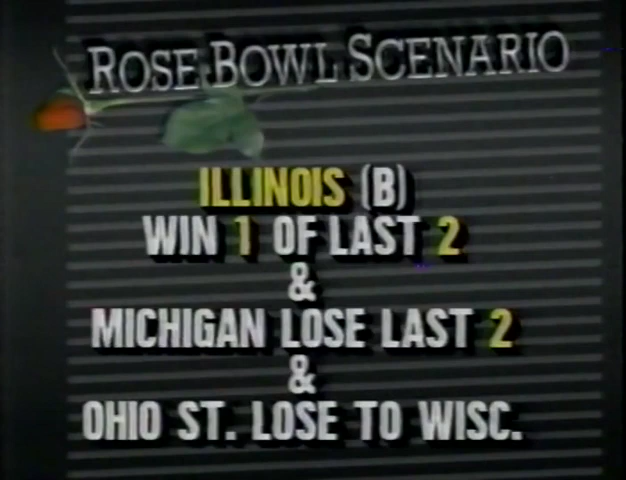 ROSE BOWL SCENARIO
ILLINOIS (B)
WIN 1 OF LAST 2
&
MICHIGAN LOSE LAST 2
&
OHIO ST. LOSE TO WISC.